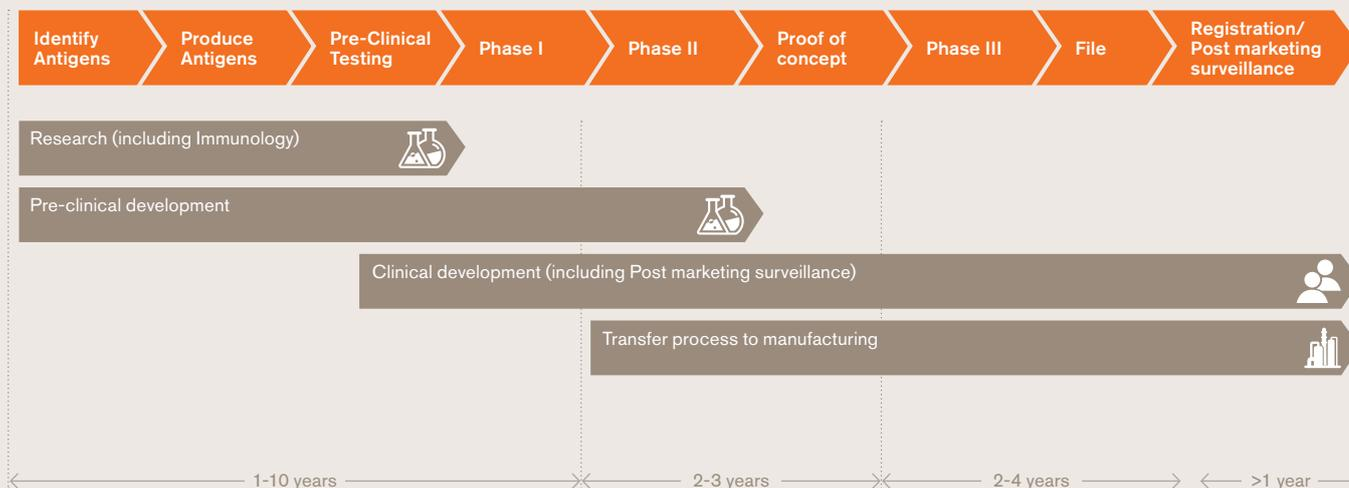 Identify
Antigens
Produce
Antigens
Pre-Clinical
Testing
Phase I
Phase II
Proof of
concept
Phase III
File
Registration/
Post marketing
surveillance
Research (including Immunology)
Pre-clinical development
Clinical development (including Post marketing surveillance)
Transfer process to manufacturing
1-10 years
2-3 years
2-4 years
>1 year